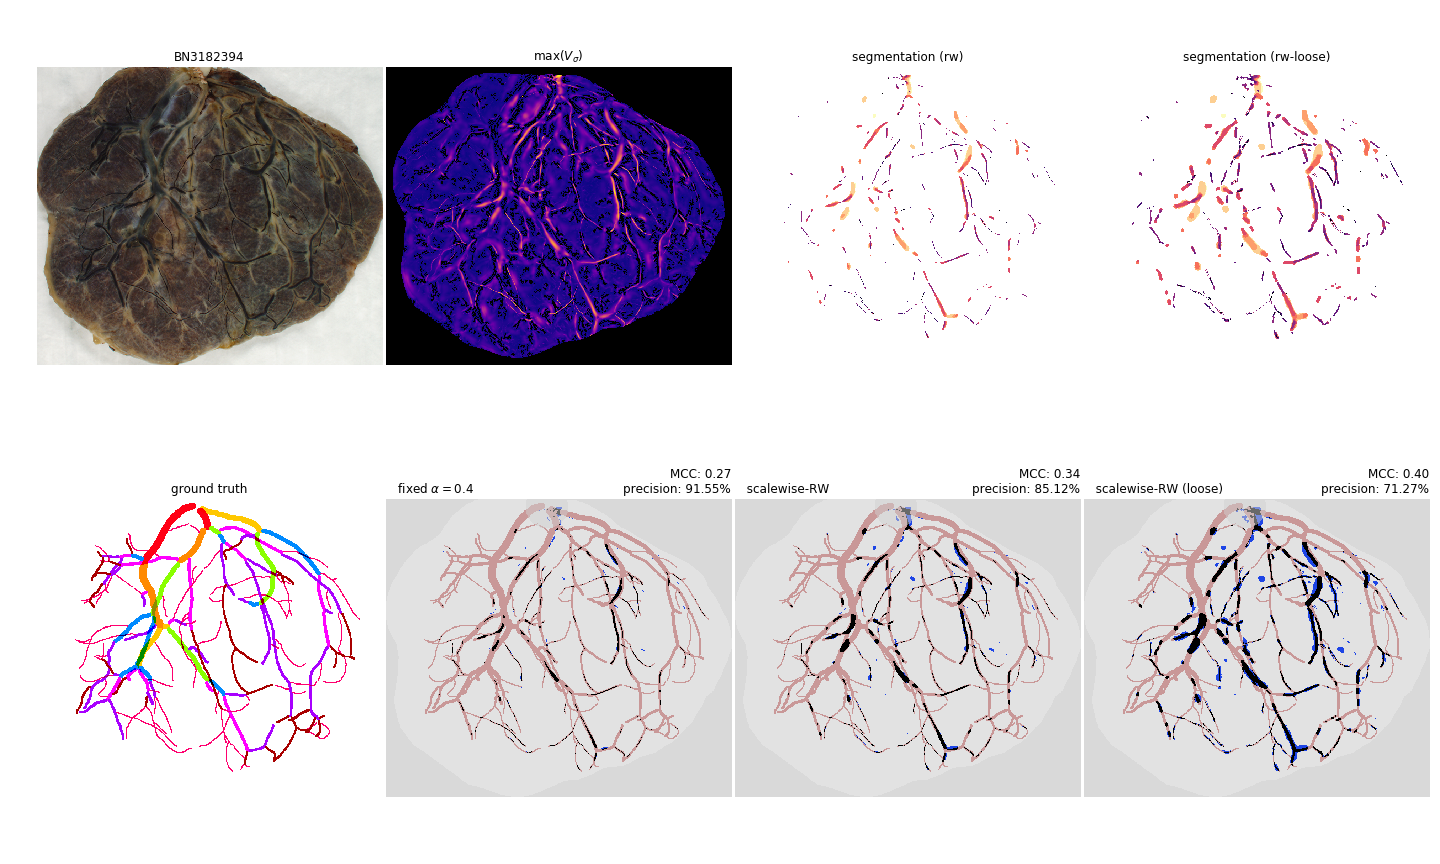 BN3182394
max(V_σ)
segmentation (rw)
segmentation (rw-loose)
ground truth
MCC: 0.27
fixed α = 0.4 precision: 91.55%
MCC: 0.34
scalewise-RW precision: 85.12%
MCC: 0.40
scalewise-RW (loose) precision: 71.27%